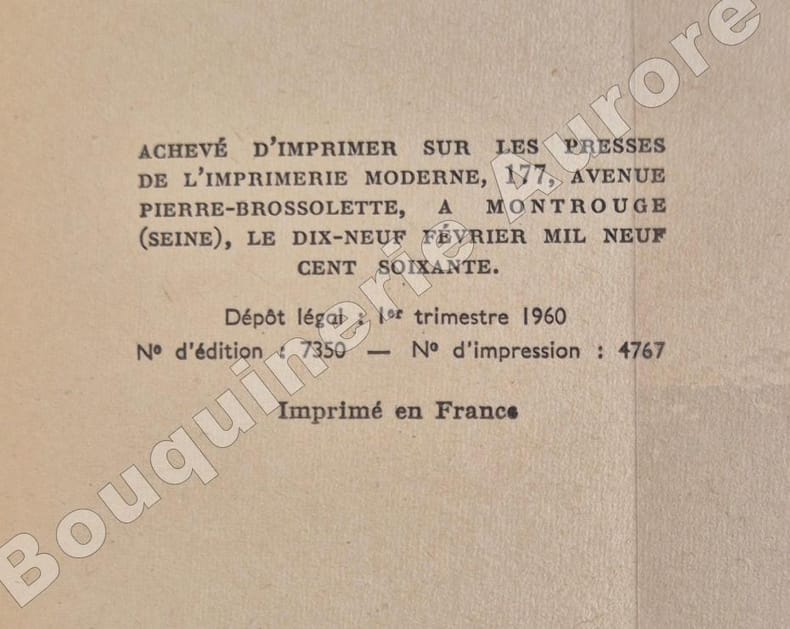 ACHEVÉ D'IMPRIMER SUR LES PRESSES
DE L'IMPRIMERIE MODERNE, 177, AVENUE
PIERRE-BROSSOLETTE, A MONTROUGE
(SEINE), LE DIX-NEUF FÉVRIER MIL NEUF
CENT SOIXANTE.
Dépôt légal : 1er trimestre 1960
No d'édition : 7350 — No d'impression : 4767
Imprimé en France
Bouquinerie Aurore